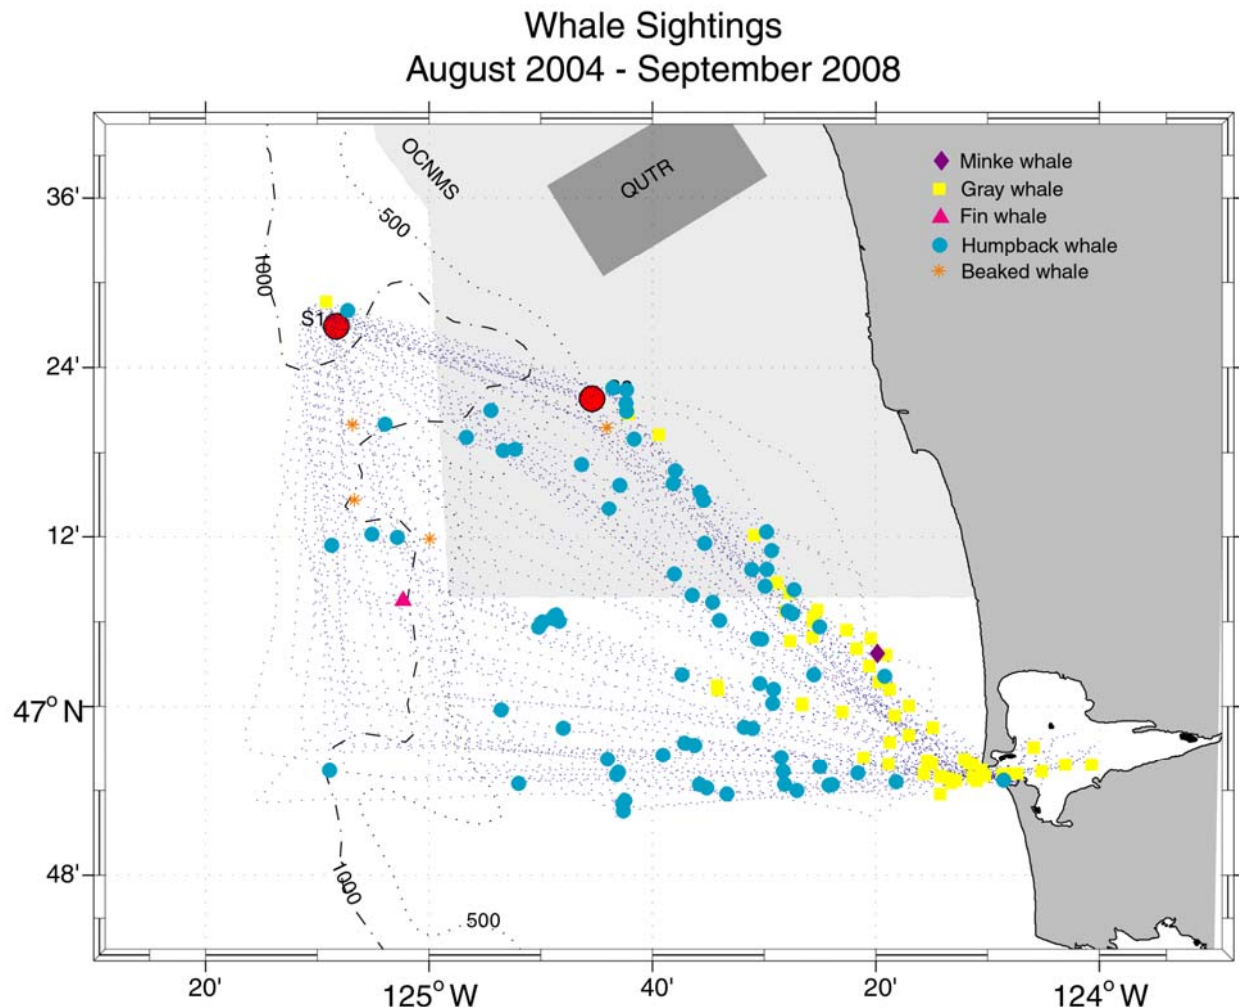 Whale Sightings
August 2004 - September 2008
OCNMS
QUTR
Minke whale
Gray whale
Fin whale
Humpback whale
Beaked whale
36'
500
1000
S1
24'
12'
47° N
48'
1000
500
20'
125° W
40'
20'
124° W